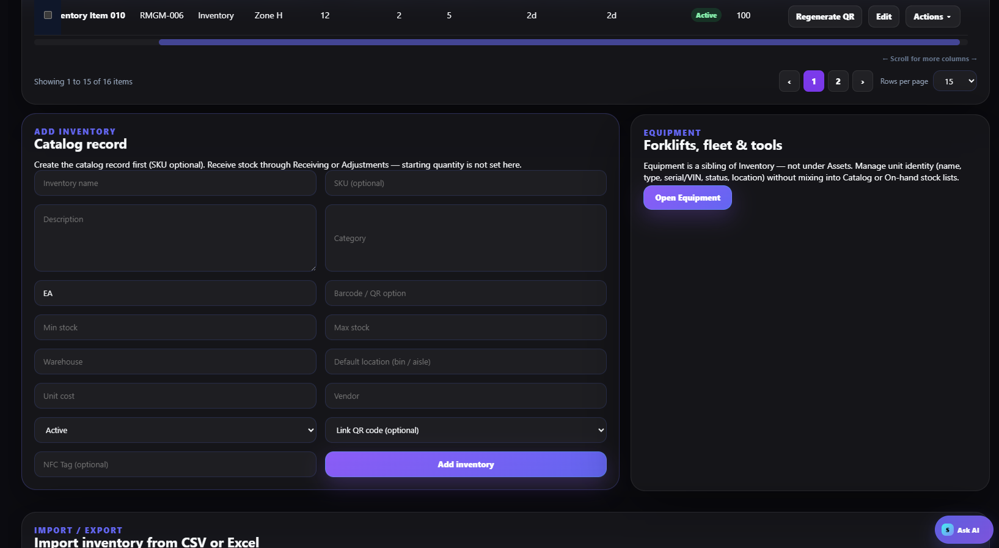 entory Item 010 RMGM-006 Inventory Zone H 12 2 5 2d 2d Active 100 Regenerate QR Edit Actions
← Scroll for more columns →
Showing 1 to 15 of 16 items ‹ 1 2 › Rows per page 15
ADD INVENTORY
Catalog record
Create the catalog record first (SKU optional). Receive stock through Receiving or Adjustments — starting quantity is not set here.
Inventory name SKU (optional)
Description
Category
EA Barcode / QR option
Min stock Max stock
Warehouse Default location (bin / aisle)
Unit cost Vendor
Active Link QR code (optional)
NFC Tag (optional) Add inventory
EQUIPMENT
Forklifts, fleet & tools
Equipment is a sibling of Inventory — not under Assets. Manage unit identity (name,
type, serial/VIN, status, location) without mixing into Catalog or On-hand stock lists.
Open Equipment
IMPORT / EXPORT
Import inventory from CSV or Excel
S Ask AI